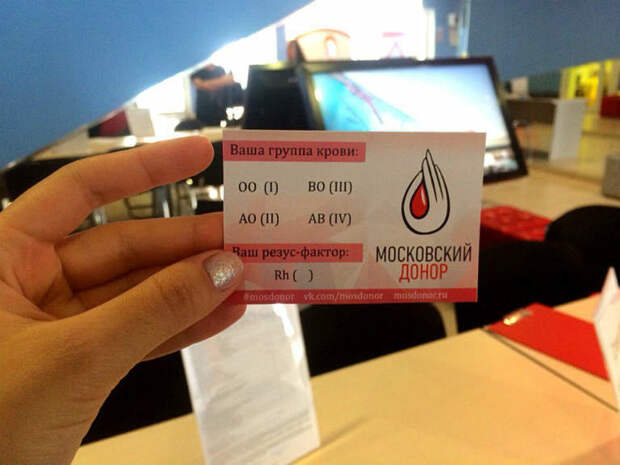 Ваша группа крови:
OO (I) BO (III)
AO (II) AB (IV)
Ваш резус-фактор:
Rh ( )
МОСКОВСКИЙ
ДОНОР
#mosdonor vk.com/mosdonor mosdonor.ru